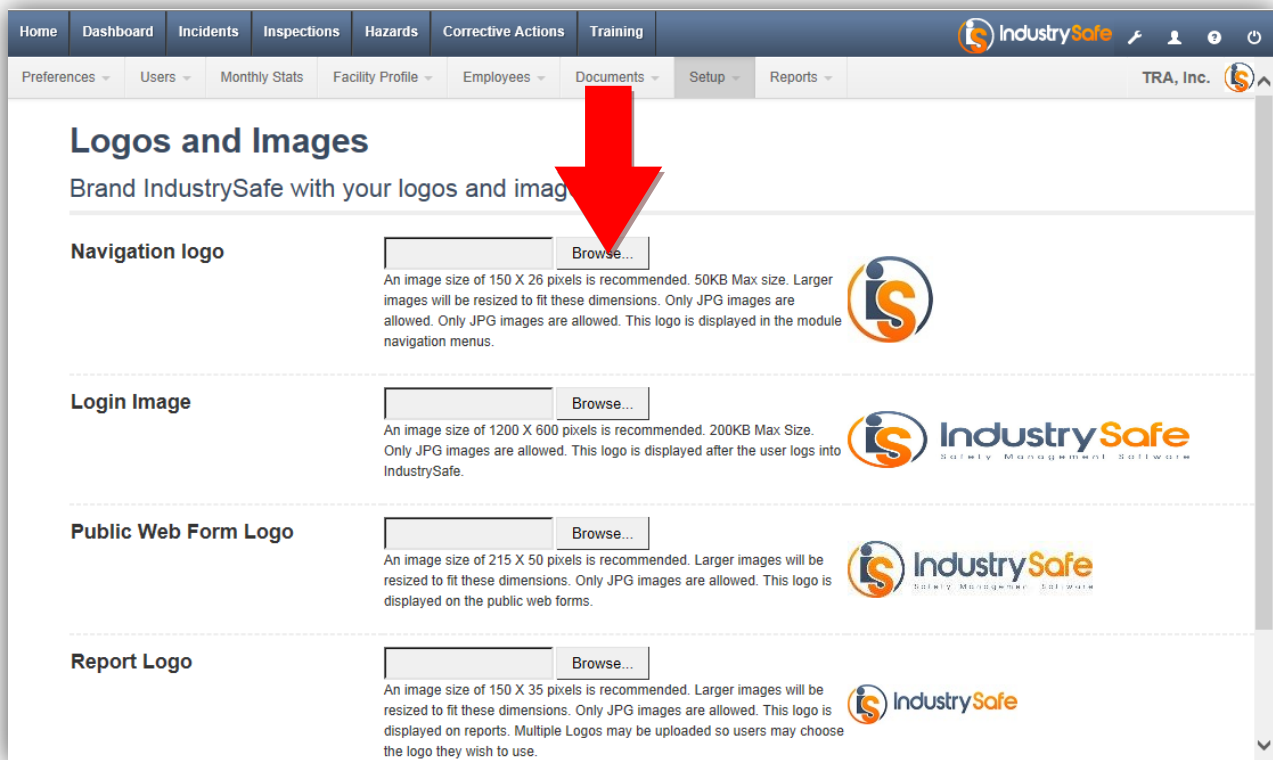 Home Dashboard Incidents Inspections Hazards Corrective Actions Training iS IndustrySafe
Preferences Users Monthly Stats Facility Profile Employees Documents Setup Reports TRA, Inc. iS
Logos and Images
Brand IndustrySafe with your logos and
Navigation logo
Browse...
An image size of 150 X 26 pixels is recommended. 50KB Max size. Larger
images will be resized to fit these dimensions. Only JPG images are
allowed. Only JPG images are allowed. This logo is displayed in the module
navigation menus.
iS
Login Image
Browse...
An image size of 1200 X 600 pixels is recommended. 200KB Max Size.
Only JPG images are allowed. This logo is displayed after the user logs into
IndustrySafe.
iS IndustrySafe
Safety Management Software
Public Web Form Logo
Browse...
An image size of 215 X 50 pixels is recommended. Larger images will be
resized to fit these dimensions. Only JPG images are allowed. This logo is
displayed on the public web forms.
iS IndustrySafe
Safety Management Software
Report Logo
Browse...
An image size of 150 X 35 pixels is recommended. Larger images will be
resized to fit these dimensions. Only JPG images are allowed. This logo is
displayed on reports. Multiple Logos may be uploaded so users may choose
the logo they wish to use.
iS IndustrySafe